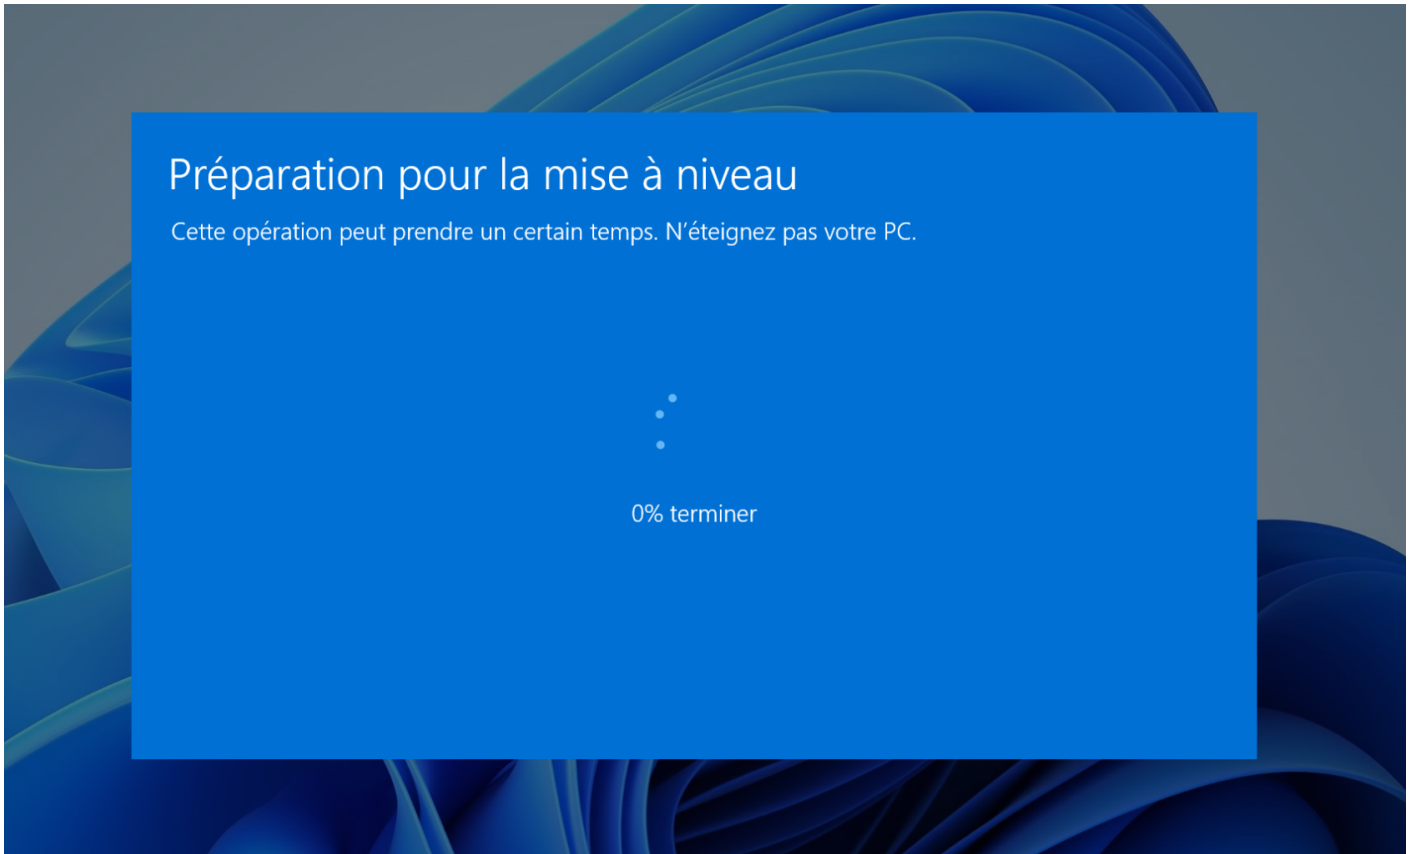 Préparation pour la mise à niveau
Cette opération peut prendre un certain temps. N’éteignez pas votre PC.
0% terminer